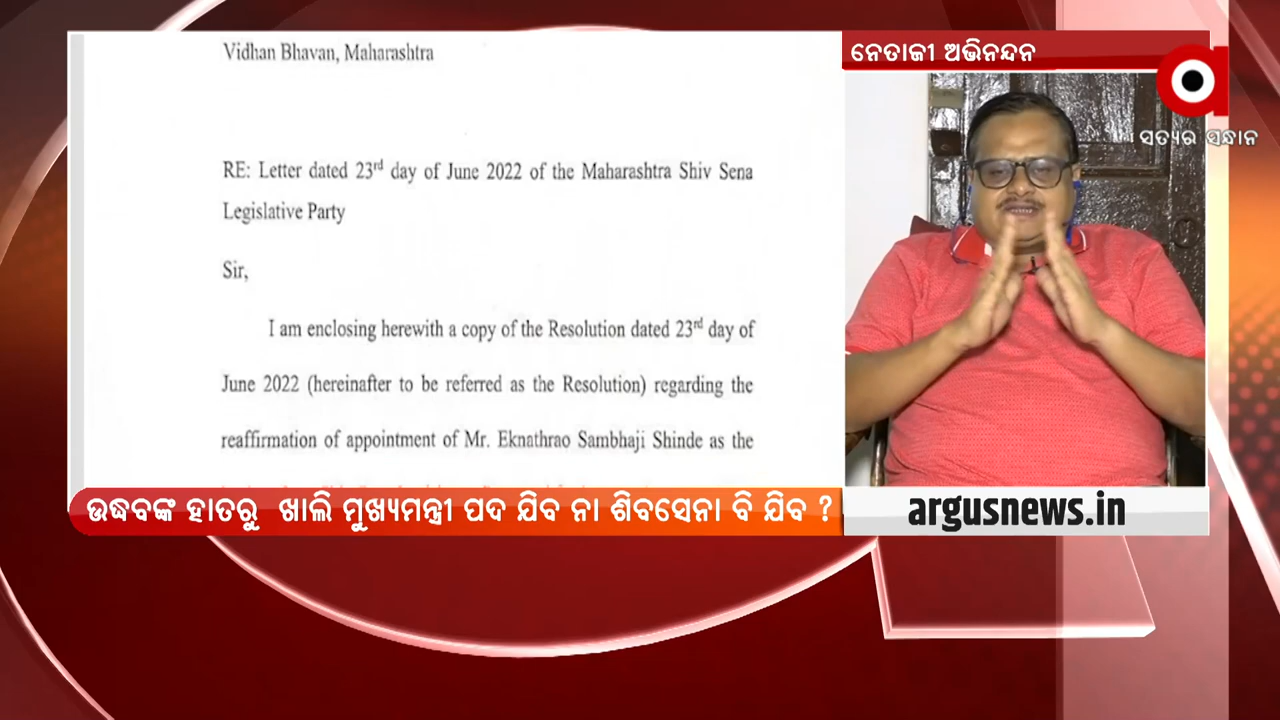 Vidhan Bhavan, Maharashtra
RE: Letter dated 23rd day of June 2022 of the Maharashtra Shiv Sena
Legislative Party
Sir,
I am enclosing herewith a copy of the Resolution dated 23rd day of
June 2022 (hereinafter to be referred as the Resolution) regarding the
reaffirmation of appointment of Mr. Eknathrao Sambhaji Shinde as the
ଉଦ୍ଧବଙ୍କ ହାତରୁ ଖାଲି ମୁଖ୍ୟମନ୍ତ୍ରୀ ପଦ ଯିବ ନା ଶିବସେନା ବି ଯିବ ?
ନେତାଜୀ ଅଭିନନ୍ଦନ
a
ସତ୍ୟର ସନ୍ଧାନ
argusnews.in